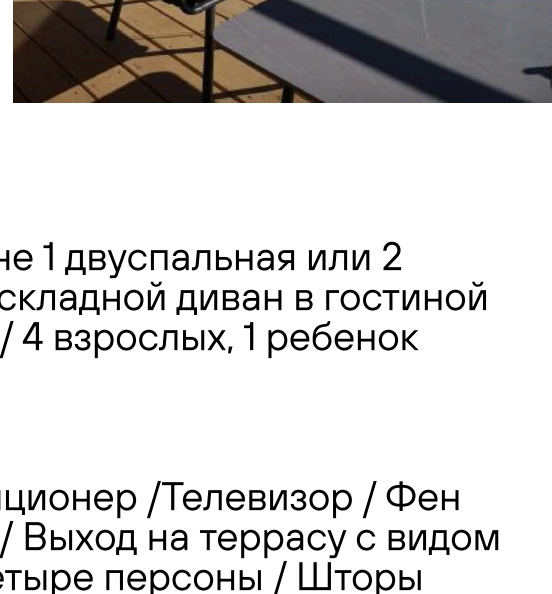 не 1 двуспальная или 2
складной диван в гостиной
/ 4 взрослых, 1 ребенок
ционер /Телевизор / Фен
/ Выход на террасу с видом
етыре персоны / Шторы